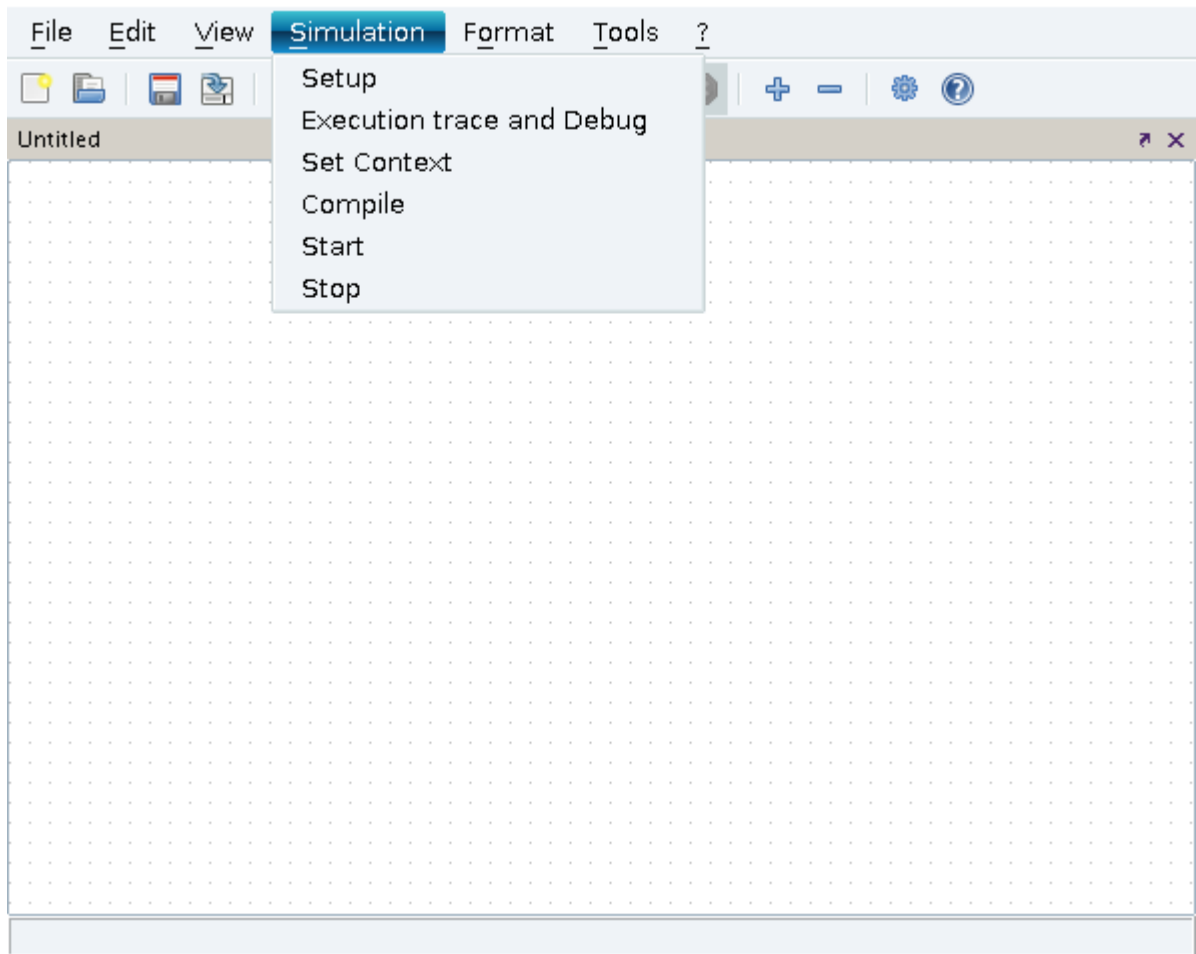 File Edit View Simulation Format Tools ?
Setup
Execution trace and Debug
Untitled
Set Context
Compile
Start
Stop